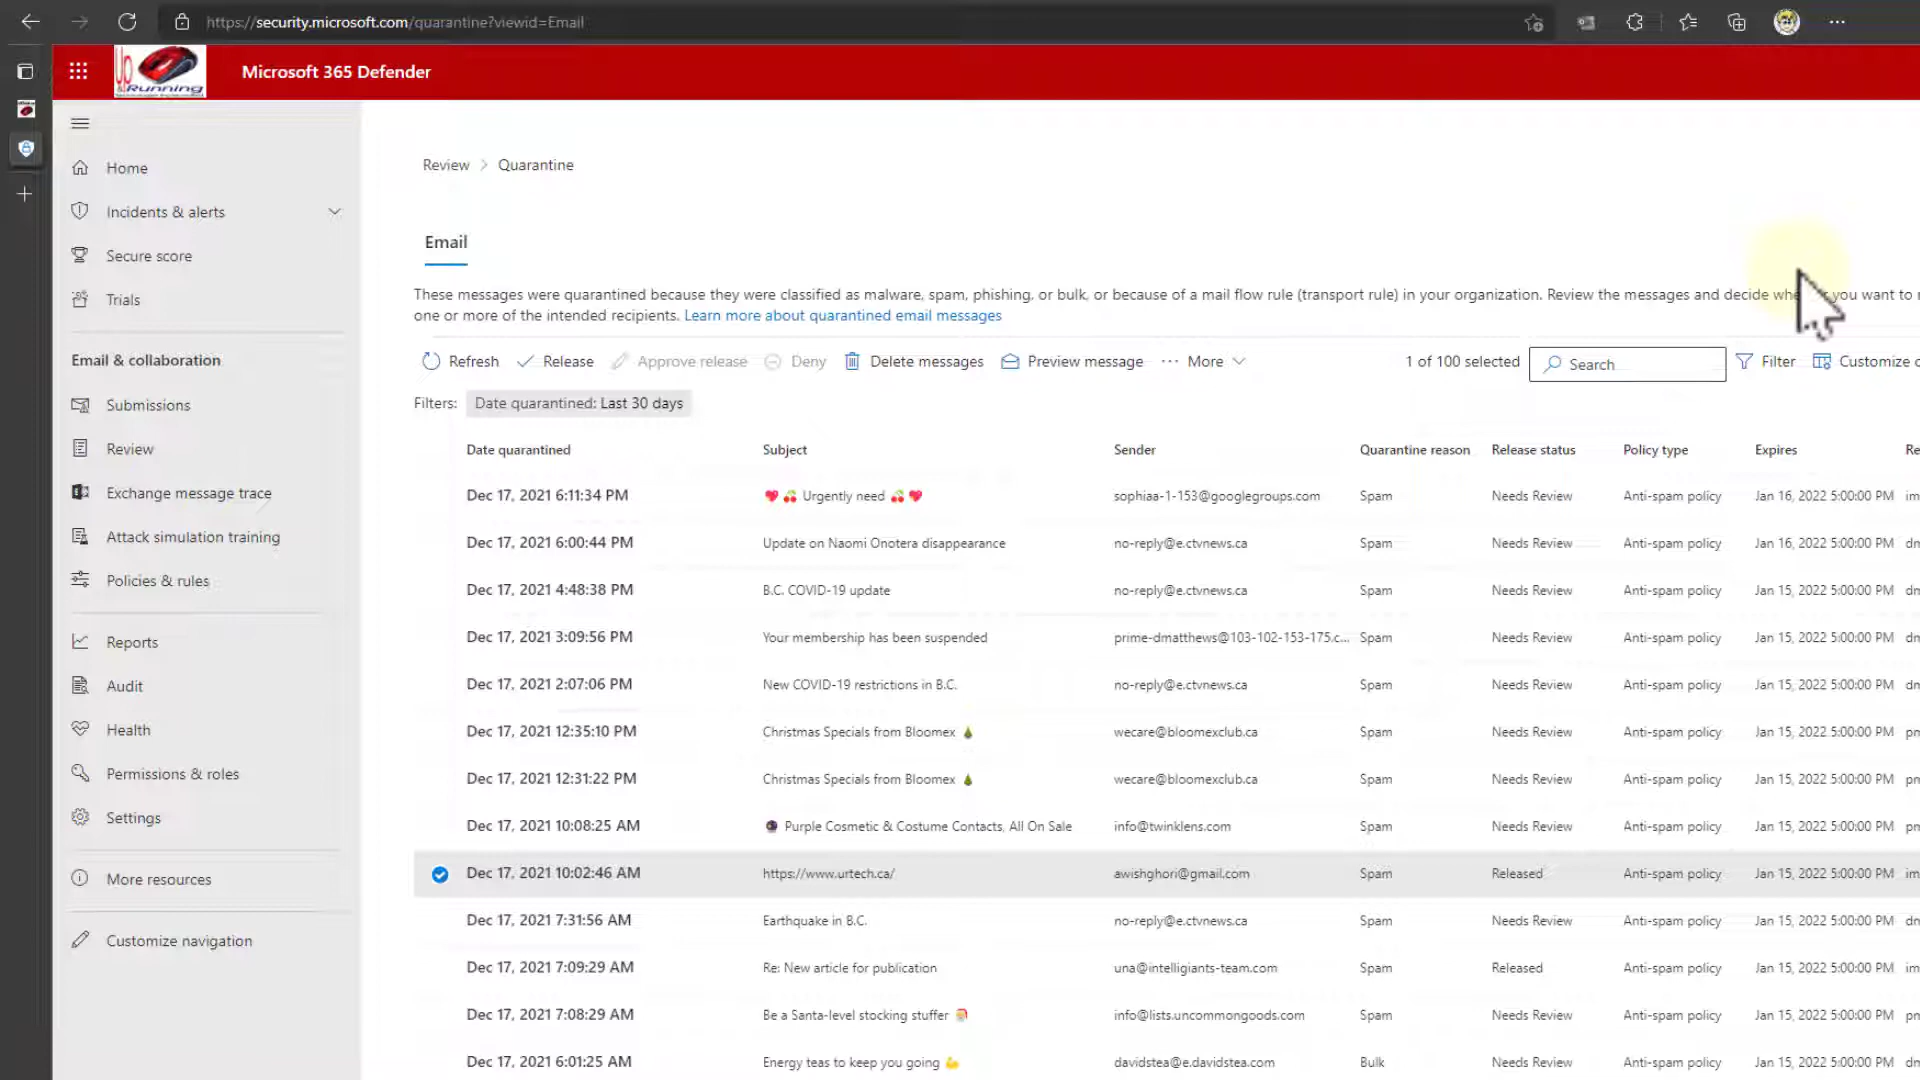 https://security.microsoft.com/quarantine?viewid=Email
Up
Running
Microsoft 365 Defender
Home
Incidents & alerts
Secure score
Trials
Email & collaboration
Submissions
Review
Exchange message trace
Attack simulation training
Policies & rules
Reports
Audit
Health
Permissions & roles
Settings
More resources
Customize navigation
Review > Quarantine
Email
These messages were quarantined because they were classified as malware, spam, phishing, or bulk, or because of a mail flow rule (transport rule) in your organization. Review the messages and decide whe you want to
one or more of the intended recipients. Learn more about quarantined email messages
Refresh Release Approve release Deny Delete messages Preview message ··· More 1 of 100 selected Search Filter Customize c
Filters: Date quarantined: Last 30 days
Date quarantined Subject Sender Quarantine reason Release status Policy type Expires Re
Dec 17, 2021 6:11:34 PM ❤️🍒 Urgently need 🍒❤️ sophiaa-1-153@googlegroups.com Spam Needs Review Anti-spam policy Jan 16, 2022 5:00:00 PM im
Dec 17, 2021 6:00:44 PM Update on Naomi Onotera disappearance no-reply@e.ctvnews.ca Spam Needs Review Anti-spam policy Jan 16, 2022 5:00:00 PM dm
Dec 17, 2021 4:48:38 PM B.C. COVID-19 update no-reply@e.ctvnews.ca Spam Needs Review Anti-spam policy Jan 15, 2022 5:00:00 PM dm
Dec 17, 2021 3:09:56 PM Your membership has been suspended prime-dmatthews@103-102-153-175.c... Spam Needs Review Anti-spam policy Jan 15, 2022 5:00:00 PM dm
Dec 17, 2021 2:07:06 PM New COVID-19 restrictions in B.C. no-reply@e.ctvnews.ca Spam Needs Review Anti-spam policy Jan 15, 2022 5:00:00 PM dm
Dec 17, 2021 12:35:10 PM Christmas Specials from Bloomex 🎄 wecare@bloomexclub.ca Spam Needs Review Anti-spam policy Jan 15, 2022 5:00:00 PM pm
Dec 17, 2021 12:31:22 PM Christmas Specials from Bloomex 🎄 wecare@bloomexclub.ca Spam Needs Review Anti-spam policy Jan 15, 2022 5:00:00 PM pm
Dec 17, 2021 10:08:25 AM Purple Cosmetic & Costume Contacts, All On Sale info@twinklens.com Spam Needs Review Anti-spam policy Jan 15, 2022 5:00:00 PM pm
Dec 17, 2021 10:02:46 AM https://www.urtech.ca/ awishghori@gmail.com Spam Released Anti-spam policy Jan 15, 2022 5:00:00 PM im
Dec 17, 2021 7:31:56 AM Earthquake in B.C. no-reply@e.ctvnews.ca Spam Needs Review Anti-spam policy Jan 15, 2022 5:00:00 PM dm
Dec 17, 2021 7:09:29 AM Re: New article for publication una@intelligiants-team.com Spam Released Anti-spam policy Jan 15, 2022 5:00:00 PM im
Dec 17, 2021 7:08:29 AM Be a Santa-level stocking stuffer 🎅 info@lists.uncommongoods.com Spam Needs Review Anti-spam policy Jan 15, 2022 5:00:00 PM pm
Dec 17, 2021 6:01:25 AM Energy teas to keep you going 💪 davidstea@e.davidstea.com Bulk Needs Review Anti-spam policy Jan 15, 2022 5:00:00 PM dm